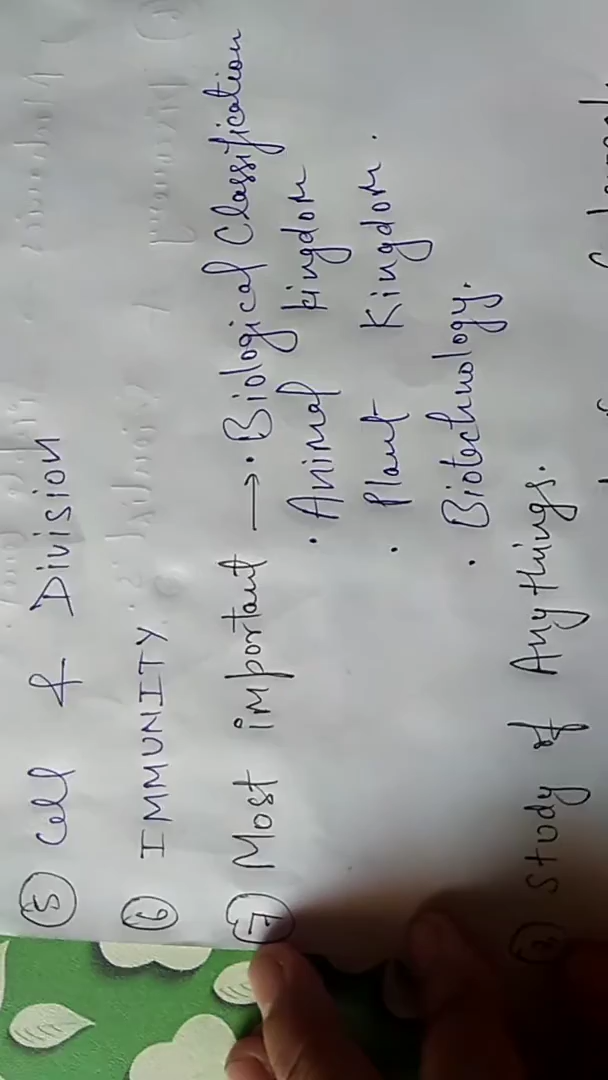 ⑤ Cell & Division
⑥ IMMUNITY
⑦ Most important → • Biological Classification
• Animal kingdom
• Plant Kingdom.
• Biotechnology.
study of Anythings.